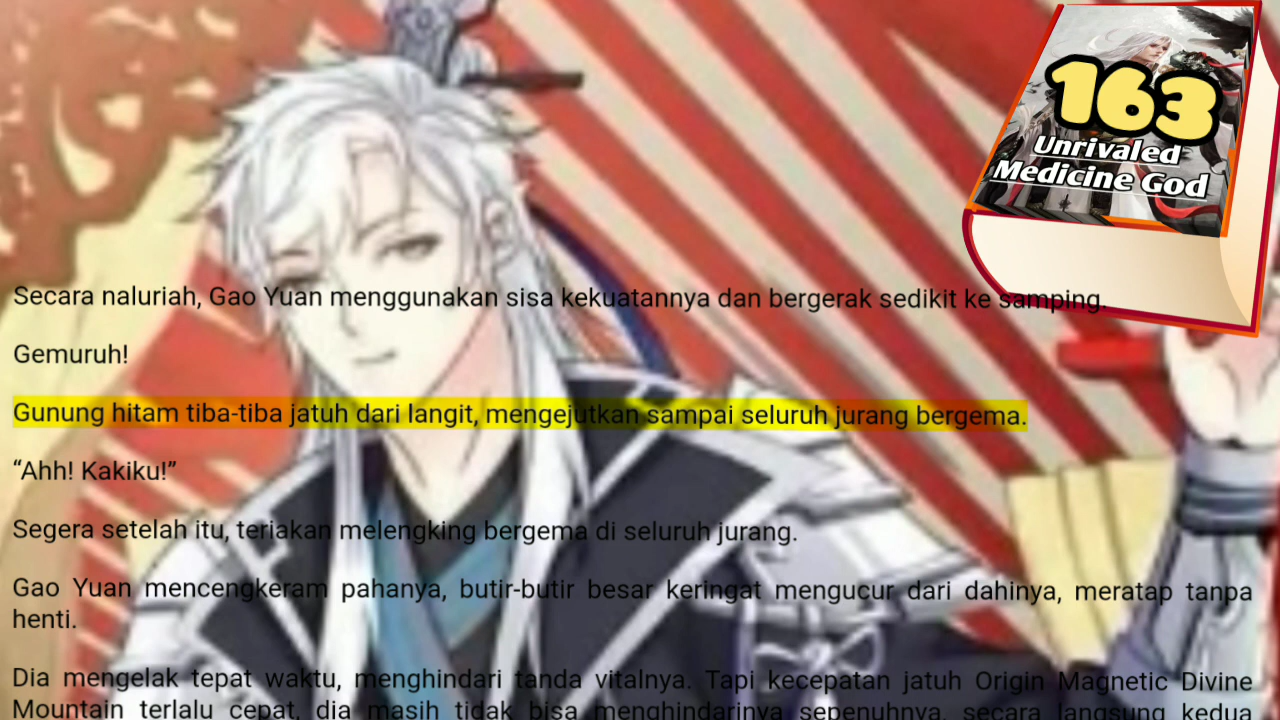 163
Unrivaled
Medicine God
Secara naluriah, Gao Yuan menggunakan sisa kekuatannya dan bergerak sedikit ke samping.
Gemuruh!
Gunung hitam tiba-tiba jatuh dari langit, mengejutkan sampai seluruh jurang bergema.
“Ahh! Kakiku!”
Segera setelah itu, teriakan melengking bergema di seluruh jurang.
Gao Yuan mencengkeram pahanya, butir-butir besar keringat mengucur dari dahinya, meratap tanpa
henti.
Dia mengelak tepat waktu, menghindari tanda vitalnya. Tapi kecepatan jatuh Origin Magnetic Divine
Mountain terlalu cepat, dia masih tidak bisa menghindarinya sepenuhnya, secara langsung kedua